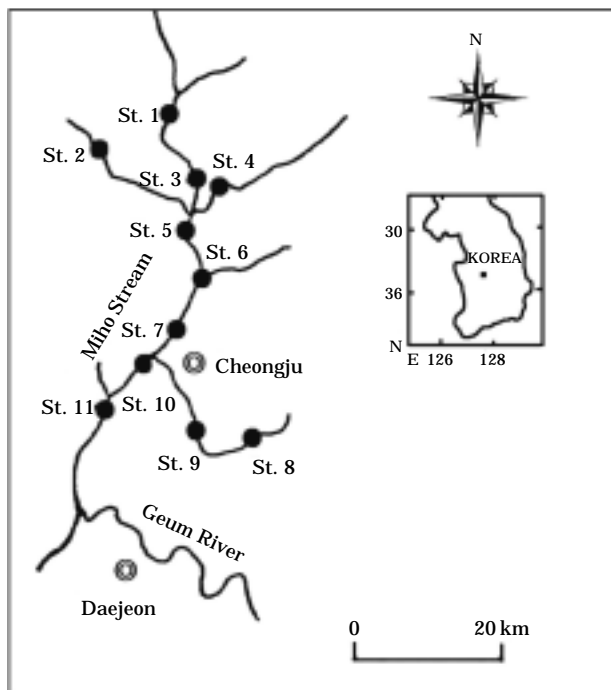 N
St. 1
St. 2
St. 3
St. 4
St. 5
St. 6
Miho Stream
St. 7
Cheongju
St. 10
St. 11
St. 9
St. 8
Geum River
Daejeon
0 20 km
30
KOREA
36
N
E 126 128